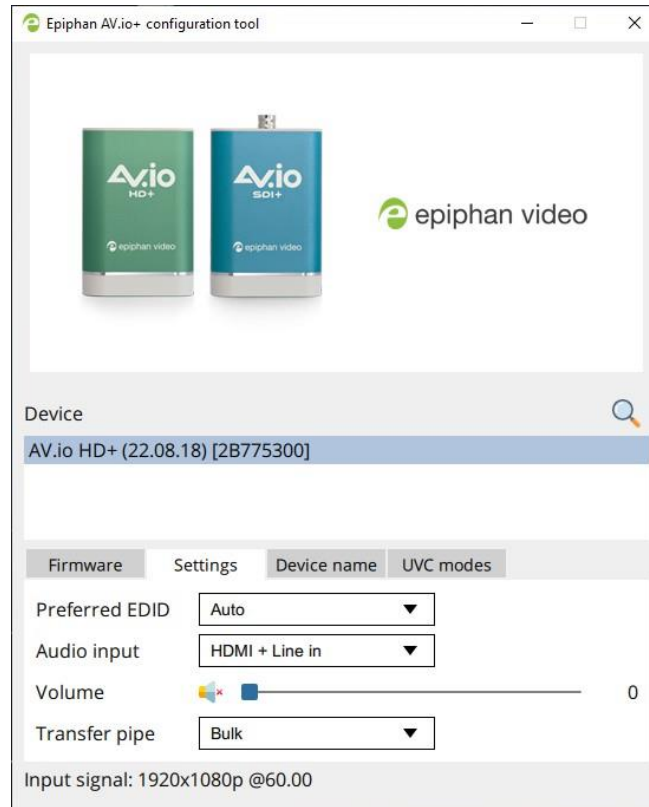 Epiphan AV.io+ configuration tool
AV.io
HD+
epiphan video
AV.io
SDI+
epiphan video
epiphan video
Device
AV.io HD+ (22.08.18) [2B775300]
Firmware Settings Device name UVC modes
Preferred EDID Auto
Audio input HDMI + Line in
Volume 0
Transfer pipe Bulk
Input signal: 1920x1080p @60.00